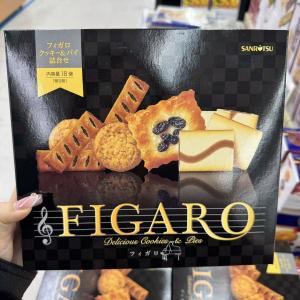 フィガロ
クッキー&パイ
詰合せ
内容量 18個
SANRITSU
FIGARO
Delicious Cookies & Pies
フィガロ